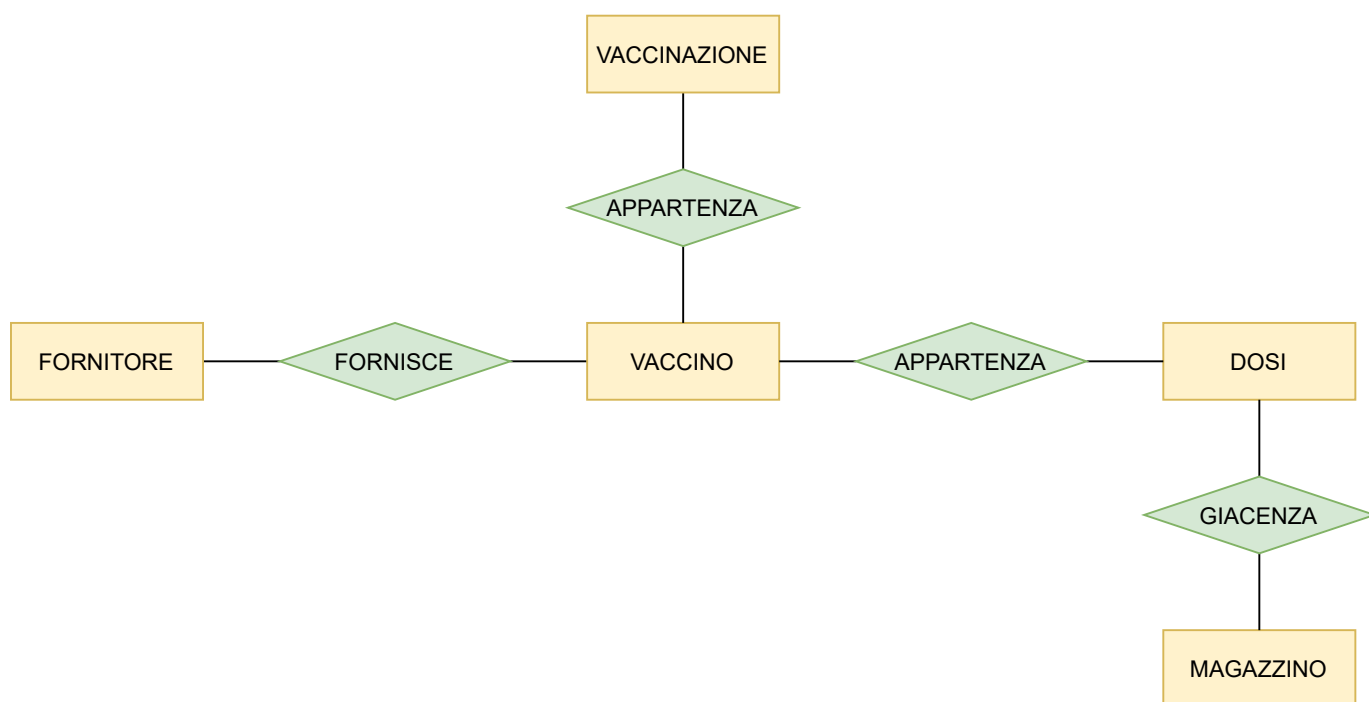 VACCINAZIONE
APPARTENZA
FORNITORE
FORNISCE
VACCINO
APPARTENZA
DOSI
GIACENZA
MAGAZZINO